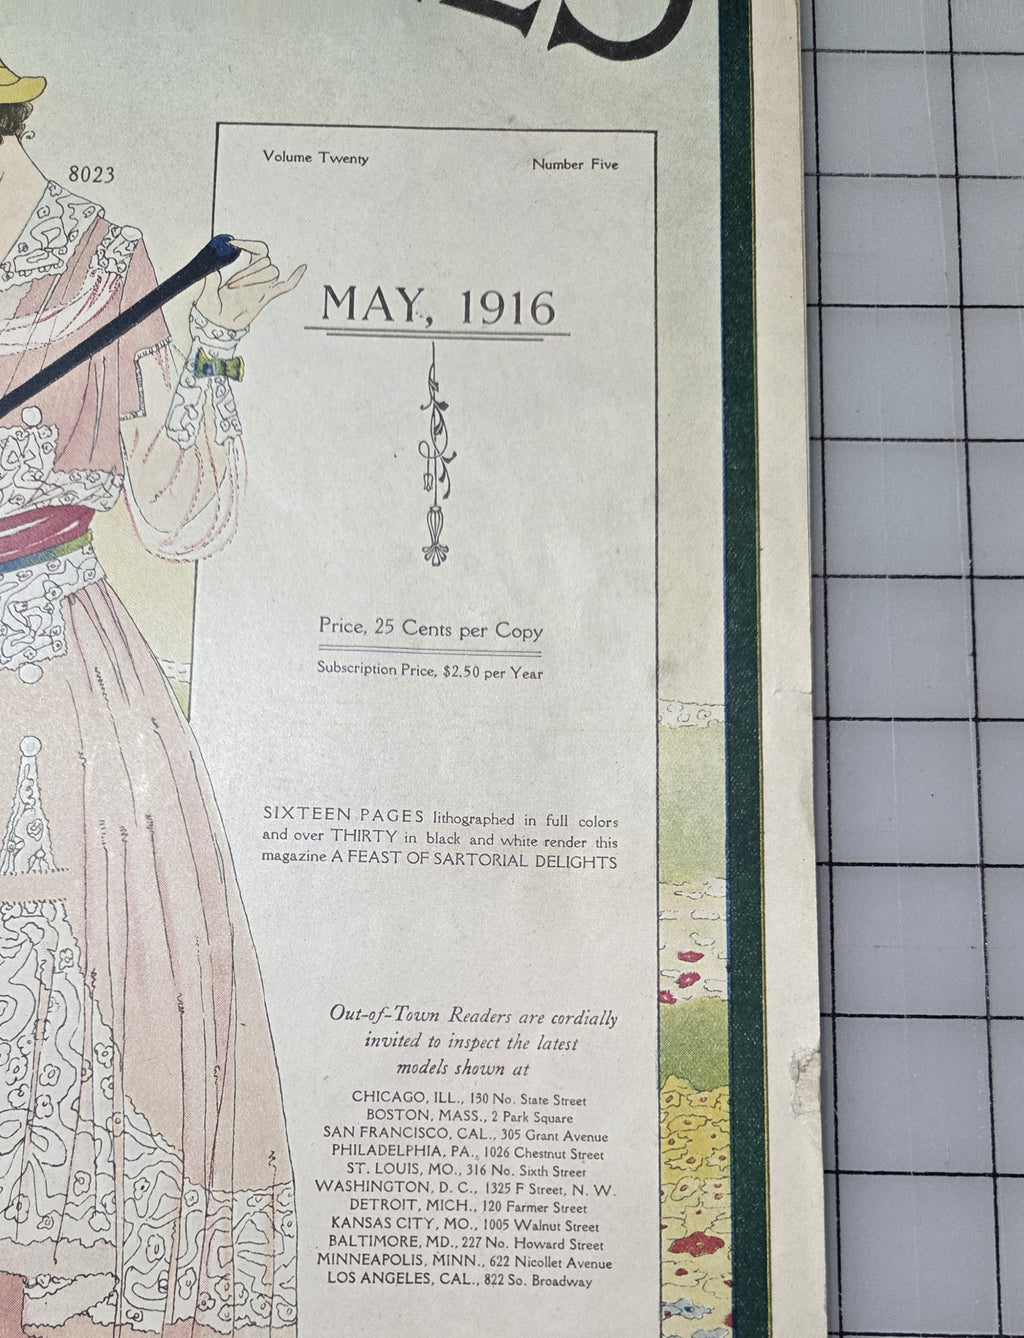 8023
Volume Twenty
Number Five
MAY, 1916
Price, 25 Cents per Copy
Subscription Price, $2.50 per Year
SIXTEEN PAGES lithographed in full colors
and over THIRTY in black and white render this
magazine A FEAST OF SARTORIAL DELIGHTS
Out-of-Town Readers are cordially
invited to inspect the latest
models shown at
CHICAGO, ILL., 130 No. State Street
BOSTON, MASS., 2 Park Square
SAN FRANCISCO, CAL., 305 Grant Avenue
PHILADELPHIA, PA., 1026 Chestnut Street
ST. LOUIS, MO., 316 No. Sixth Street
WASHINGTON, D. C., 1325 F Street, N. W.
DETROIT, MICH., 120 Farmer Street
KANSAS CITY, MO., 1005 Walnut Street
BALTIMORE, MD., 227 No. Howard Street
MINNEAPOLIS, MINN., 622 Nicollet Avenue
LOS ANGELES, CAL., 822 So. Broadway